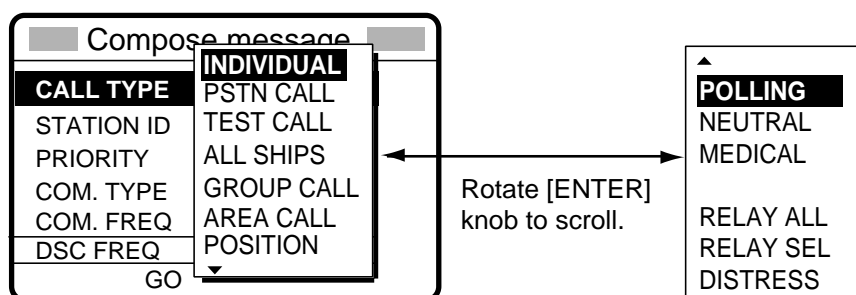 Compose message
CALL TYPE
STATION ID
PRIORITY
COM. TYPE
COM. FREQ
DSC FREQ
GO
INDIVIDUAL
PSTN CALL
TEST CALL
ALL SHIPS
GROUP CALL
AREA CALL
POSITION
Rotate [ENTER]
knob to scroll.
POLLING
NEUTRAL
MEDICAL
RELAY ALL
RELAY SEL
DISTRESS